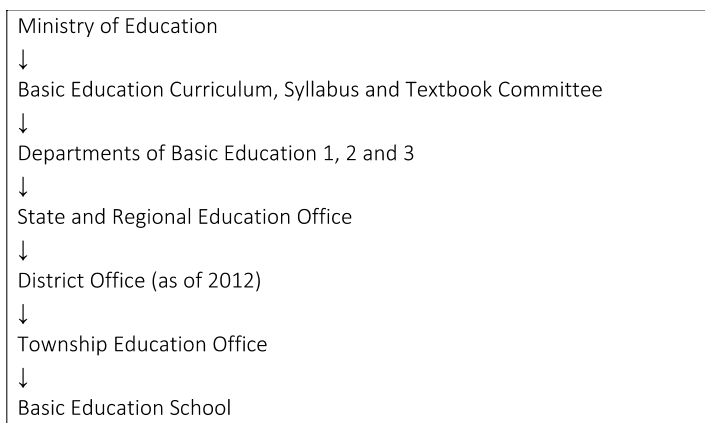 Ministry of Education
↓
Basic Education Curriculum, Syllabus and Textbook Committee
↓
Departments of Basic Education 1, 2 and 3
↓
State and Regional Education Office
↓
District Office (as of 2012)
↓
Township Education Office
↓
Basic Education School